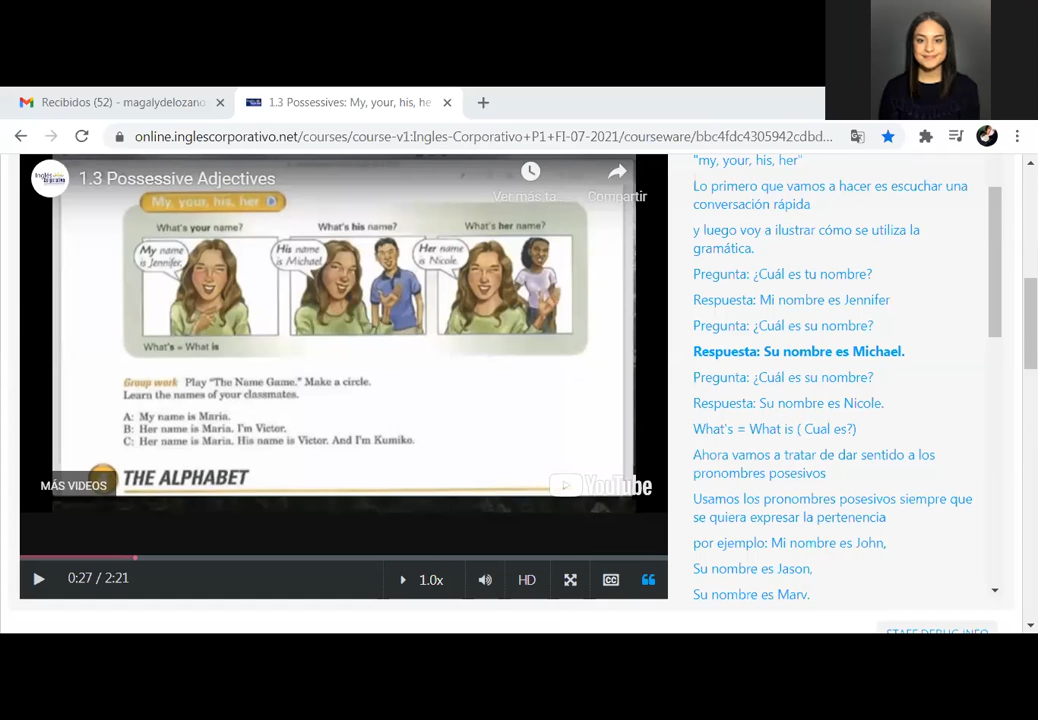 Recibidos (52) - magalydelozano
1.3 Possessives: My, your, his, he
online.inglescorporativo.net/courses/course-v1:Ingles-Corporativo+P1+FI-07-2021/courseware/bbc4fdc4305942cdbd...
1.3 Possessive Adjectives
Ver más ta...
Compartir
My, your, his, her
What's your name?
What's his name?
What's her name?
My name
is Jennifer.
His name
is Michael.
Her name
is Nicole.
What's = What is
Group work Play "The Name Game." Make a circle.
Learn the names of your classmates.
A: My name is Maria.
B: Her name is Maria. I'm Victor.
C: Her name is Maria. His name is Victor. And I'm Kumiko.
THE ALPHABET
MÁS VIDEOS
YouTube
0:27 / 2:21
1.0x
HD
CC
"my, your, his, her"
Lo primero que vamos a hacer es escuchar una
conversación rápida
y luego voy a ilustrar cómo se utiliza la
gramática.
Pregunta: ¿Cuál es tu nombre?
Respuesta: Mi nombre es Jennifer
Pregunta: ¿Cuál es su nombre?
Respuesta: Su nombre es Michael.
Pregunta: ¿Cuál es su nombre?
Respuesta: Su nombre es Nicole.
What's = What is ( Cual es?)
Ahora vamos a tratar de dar sentido a los
pronombres posesivos
Usamos los pronombres posesivos siempre que
se quiera expresar la pertenencia
por ejemplo: Mi nombre es John,
Su nombre es Jason,
Su nombre es Mary.
STAFF DEBUG INFO